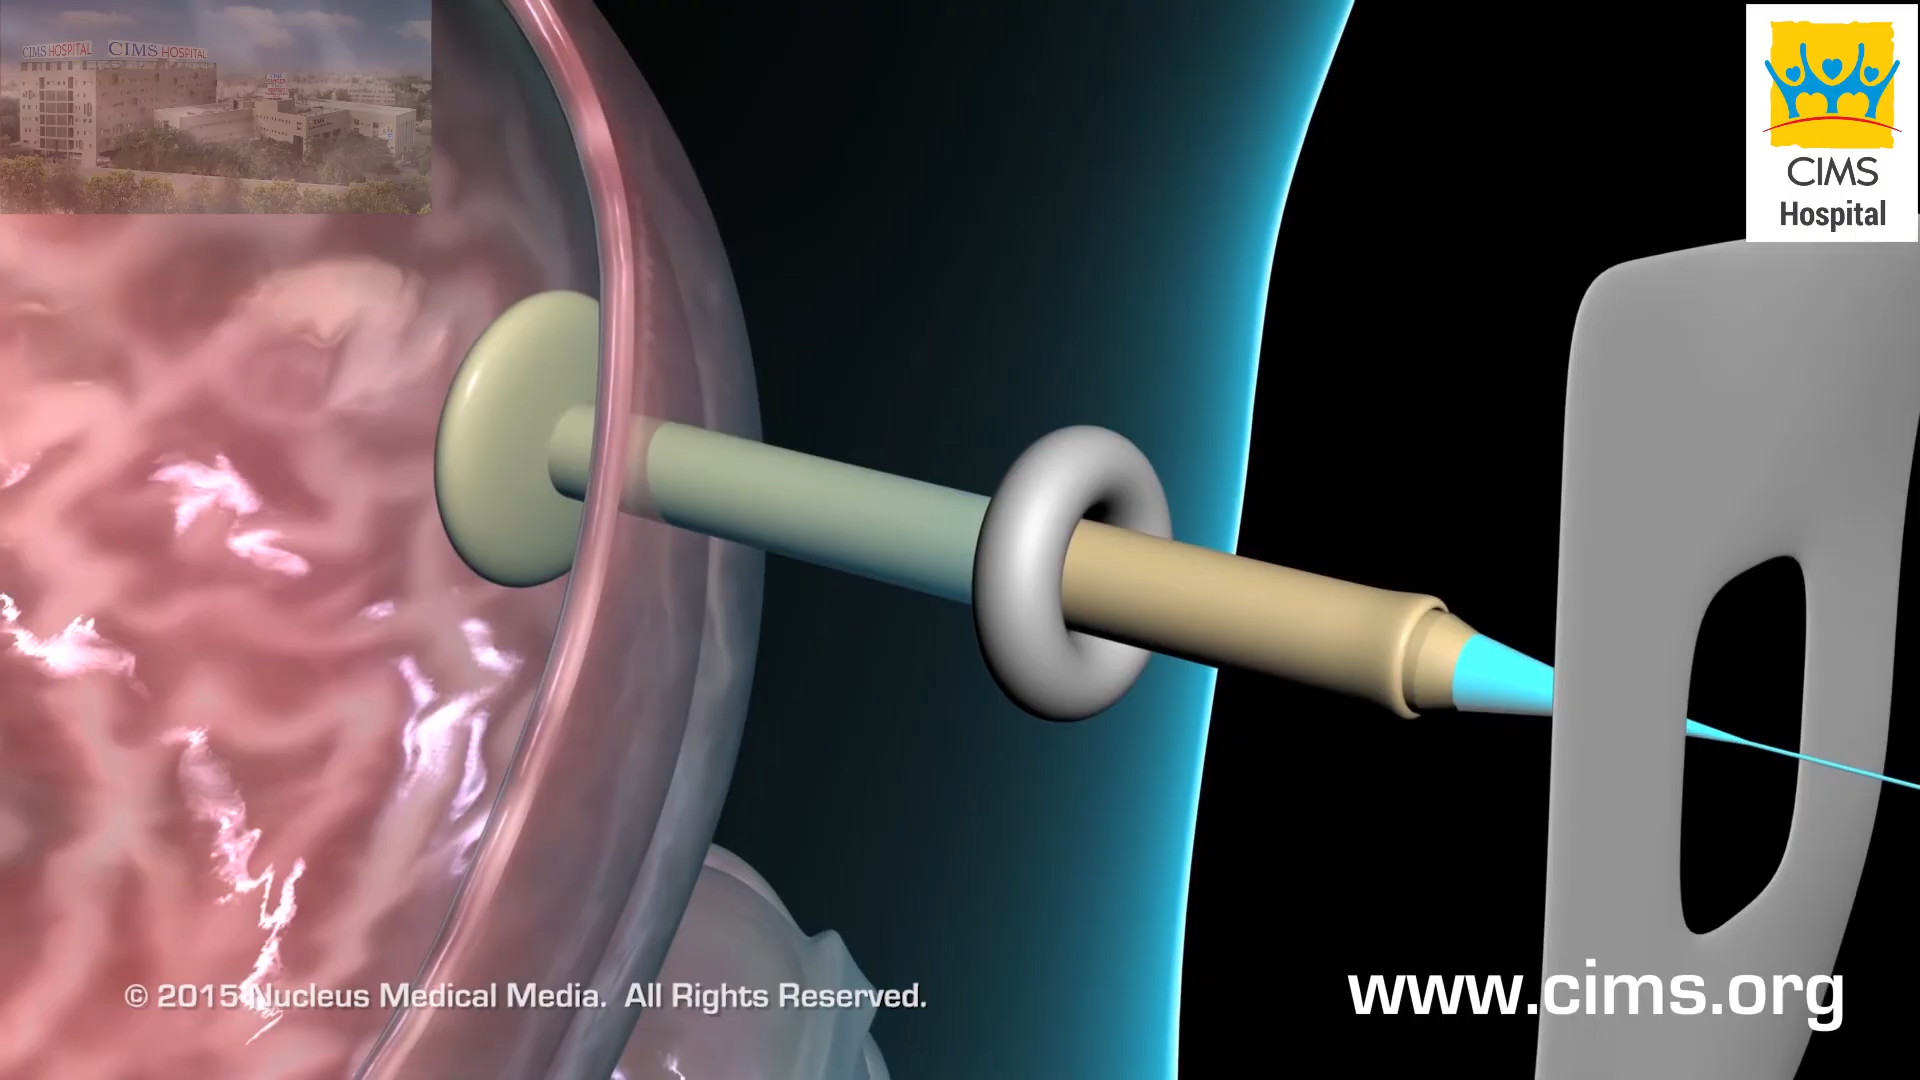 CIMS HOSPITAL CIMS HOSPITAL
CIMS
Hospital
© 2015 Nucleus Medical Media. All Rights Reserved.
www.cims.org